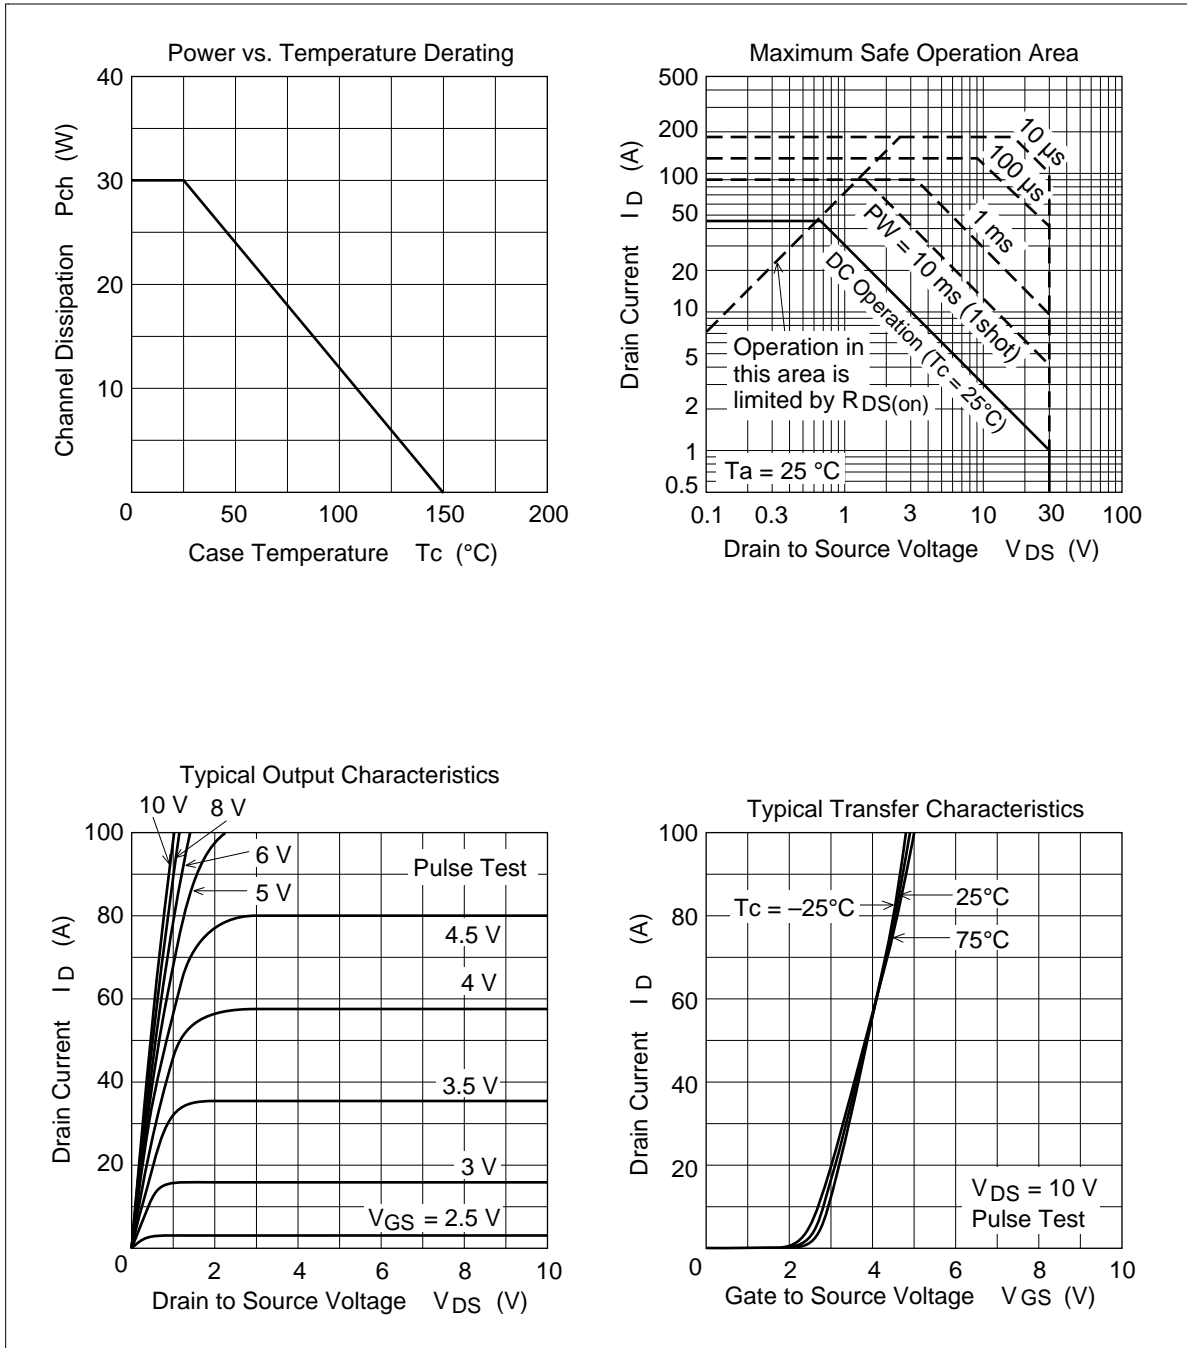 Power vs. Temperature Derating
40
30
20
10
0
50
100
150
200
Channel Dissipation Pch (W)
Case Temperature Tc (°C)
Maximum Safe Operation Area
500
200
100
50
20
10
5
2
1
0.5
0.1
0.3
1
3
10
30
100
Drain Current I D (A)
Drain to Source Voltage V DS (V)
10 µs
100 µs
1 ms
PW = 10 ms (1shot)
DC Operation (Tc = 25°C)
Operation in
this area is
limited by R DS(on)
Ta = 25 °C
Typical Output Characteristics
10 V
8 V
6 V
5 V
Pulse Test
4.5 V
4 V
3.5 V
3 V
VGS = 2.5 V
100
80
60
40
20
0
0
2
4
6
8
10
Drain Current I D (A)
Drain to Source Voltage V DS (V)
Typical Transfer Characteristics
Tc = –25°C
25°C
75°C
V DS = 10 V
Pulse Test
100
80
60
40
20
0
0
2
4
6
8
10
Drain Current I D (A)
Gate to Source Voltage V GS (V)